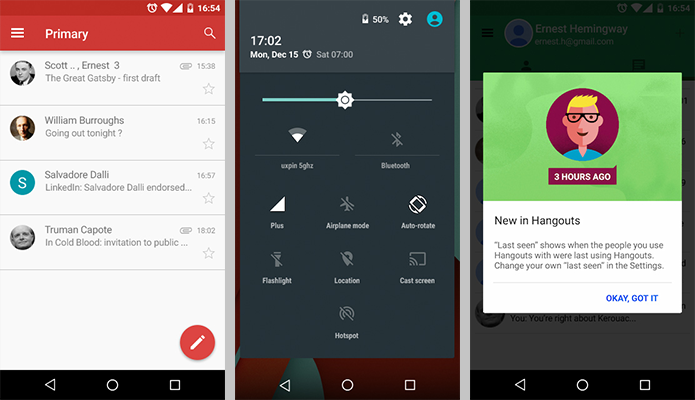 16:54
Primary
Scott .., Ernest 3
15:38
The Great Gatsby - first draft
William Burroughs
16:15
Going out tonight ?
S
Salvadore Dalli
16:57
LinkedIn: Salvadore Dalli endorsed...
Truman Capote
18:02
In Cold Blood: invitation to public ...
50%
17:02
Mon, Dec 15 Sat 07:00
uxpin 5ghz
Bluetooth
Plus
Airplane mode
Auto-rotate
Flashlight
Location
Cast screen
Hotspot
16:54
Ernest Hemingway
ernest.h@gmail.com
3 HOURS AGO
New in Hangouts
“Last seen” shows when the people you use
Hangouts with were last using Hangouts.
Change your own “last seen” in the Settings.
OKAY, GOT IT
You: You're right about Kerouac...